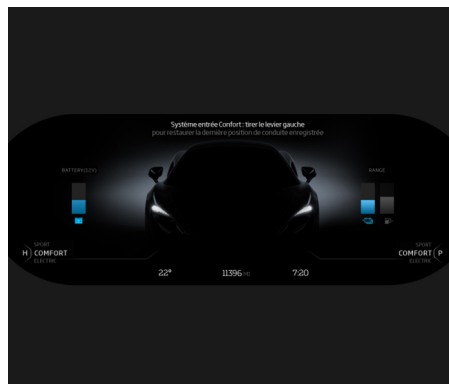 Système entrée Confort : tirer le levier gauche
pour restaurer la dernière position de conduite enregistrée
BATTERY(12V)
RANGE
SPORT
H) COMFORT
ELECTRIC
SPORT
COMFORT (P
ELECTRIC
22°
11396 MI
7:20